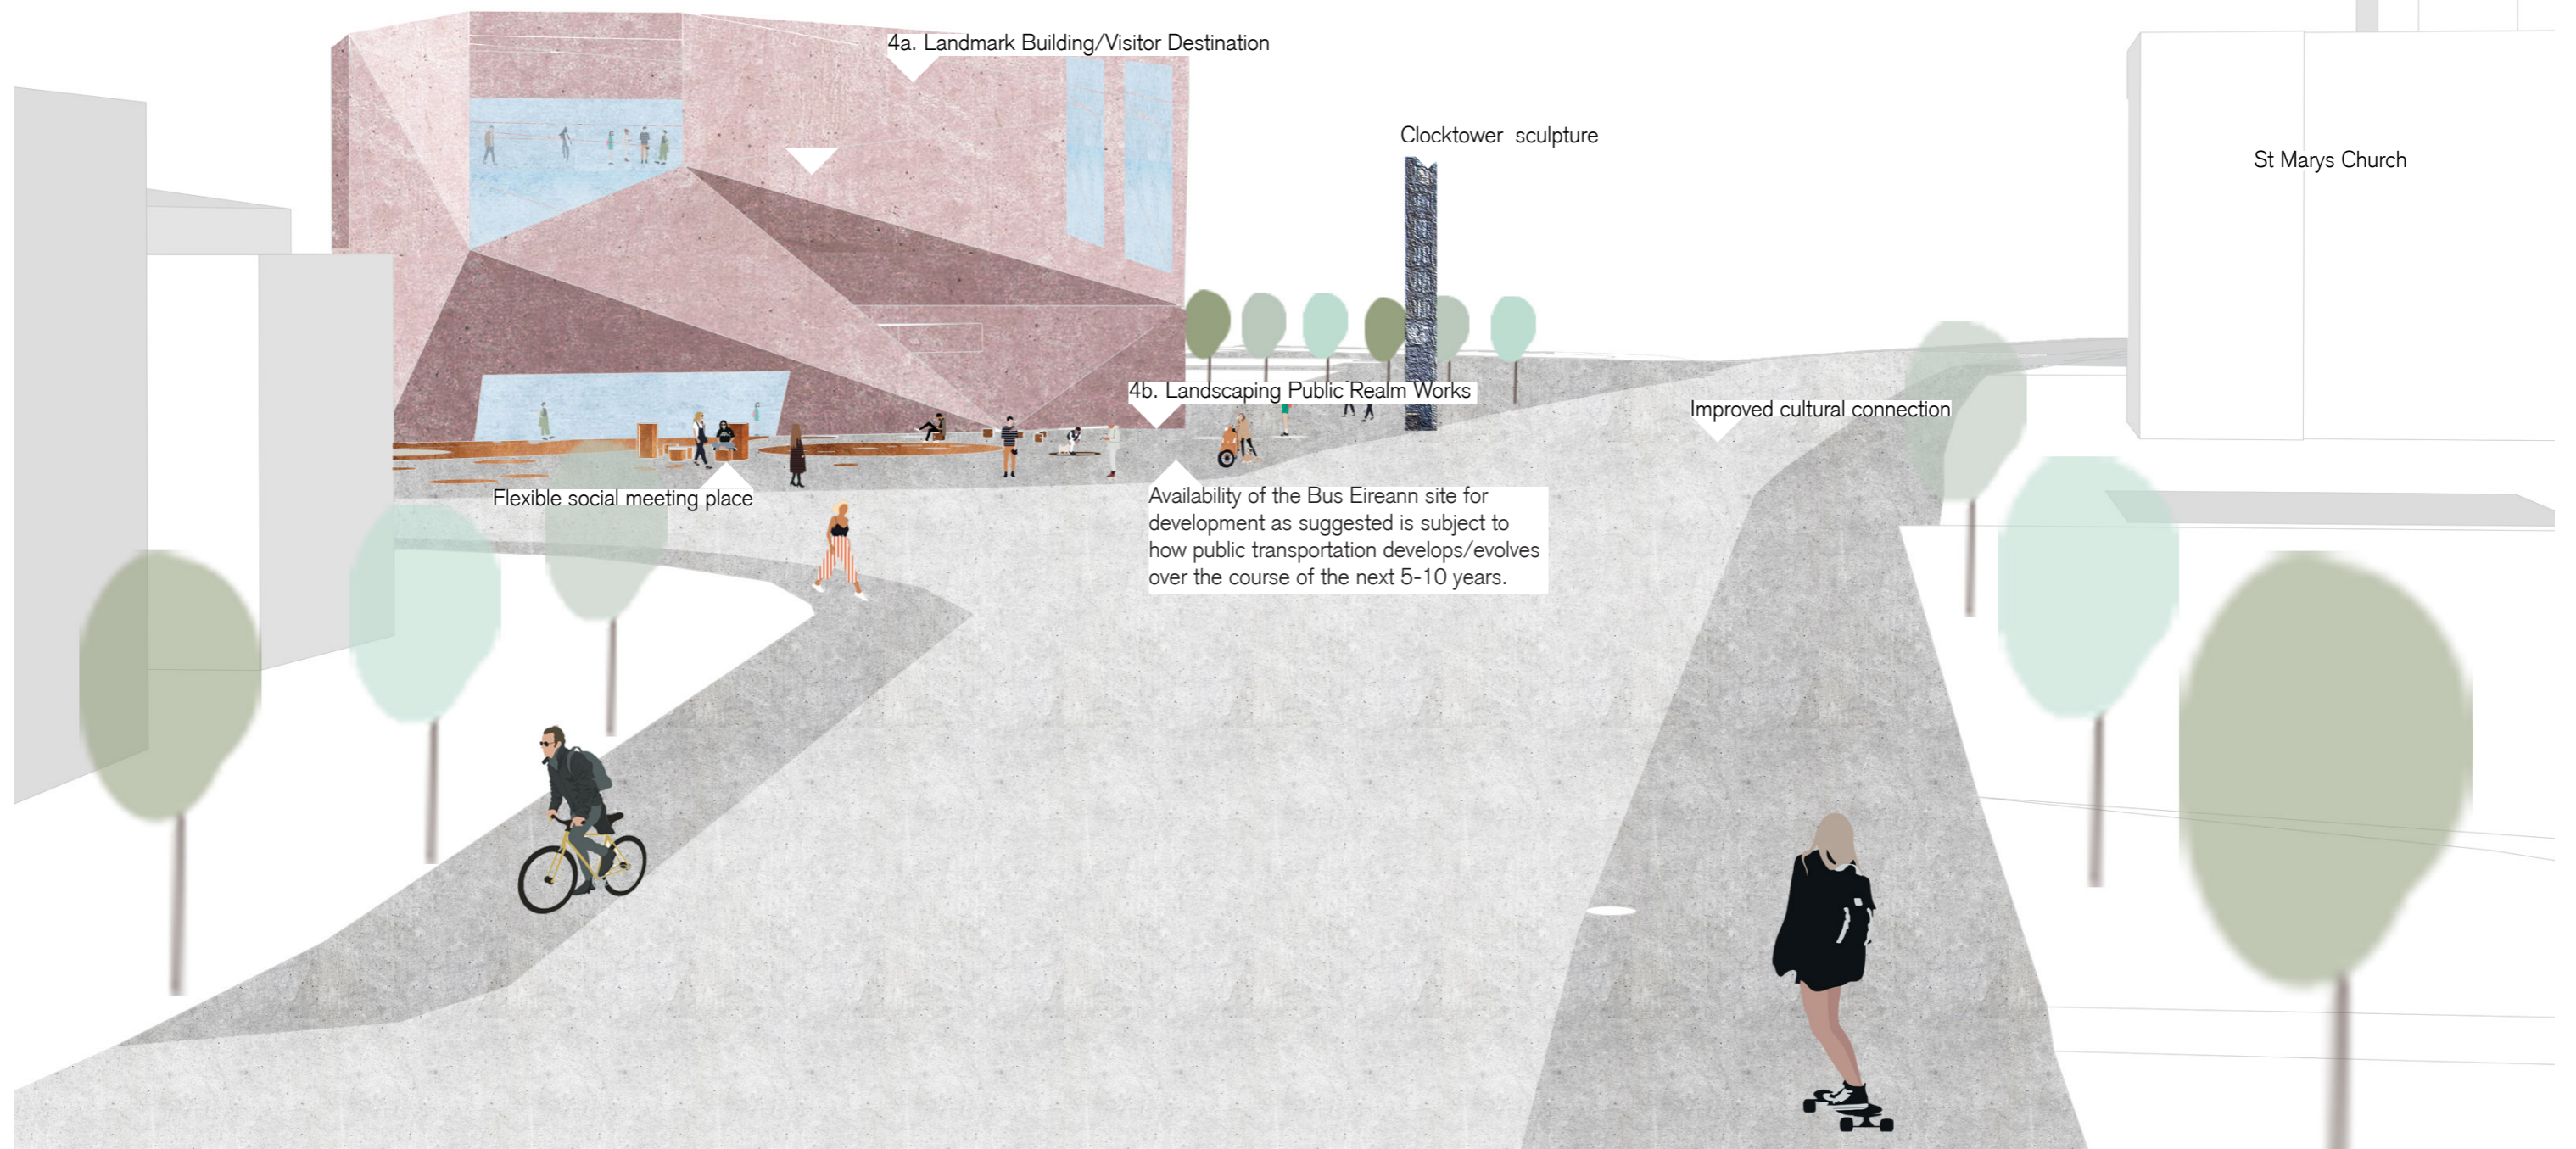 4a. Landmark Building/Visitor Destination
Clocktower sculpture
St Marys Church
4b. Landscaping Public Realm Works
Improved cultural connection
Flexible social meeting place
Availability of the Bus Eireann site for
development as suggested is subject to
how public transportation develops/evolves
over the course of the next 5-10 years.